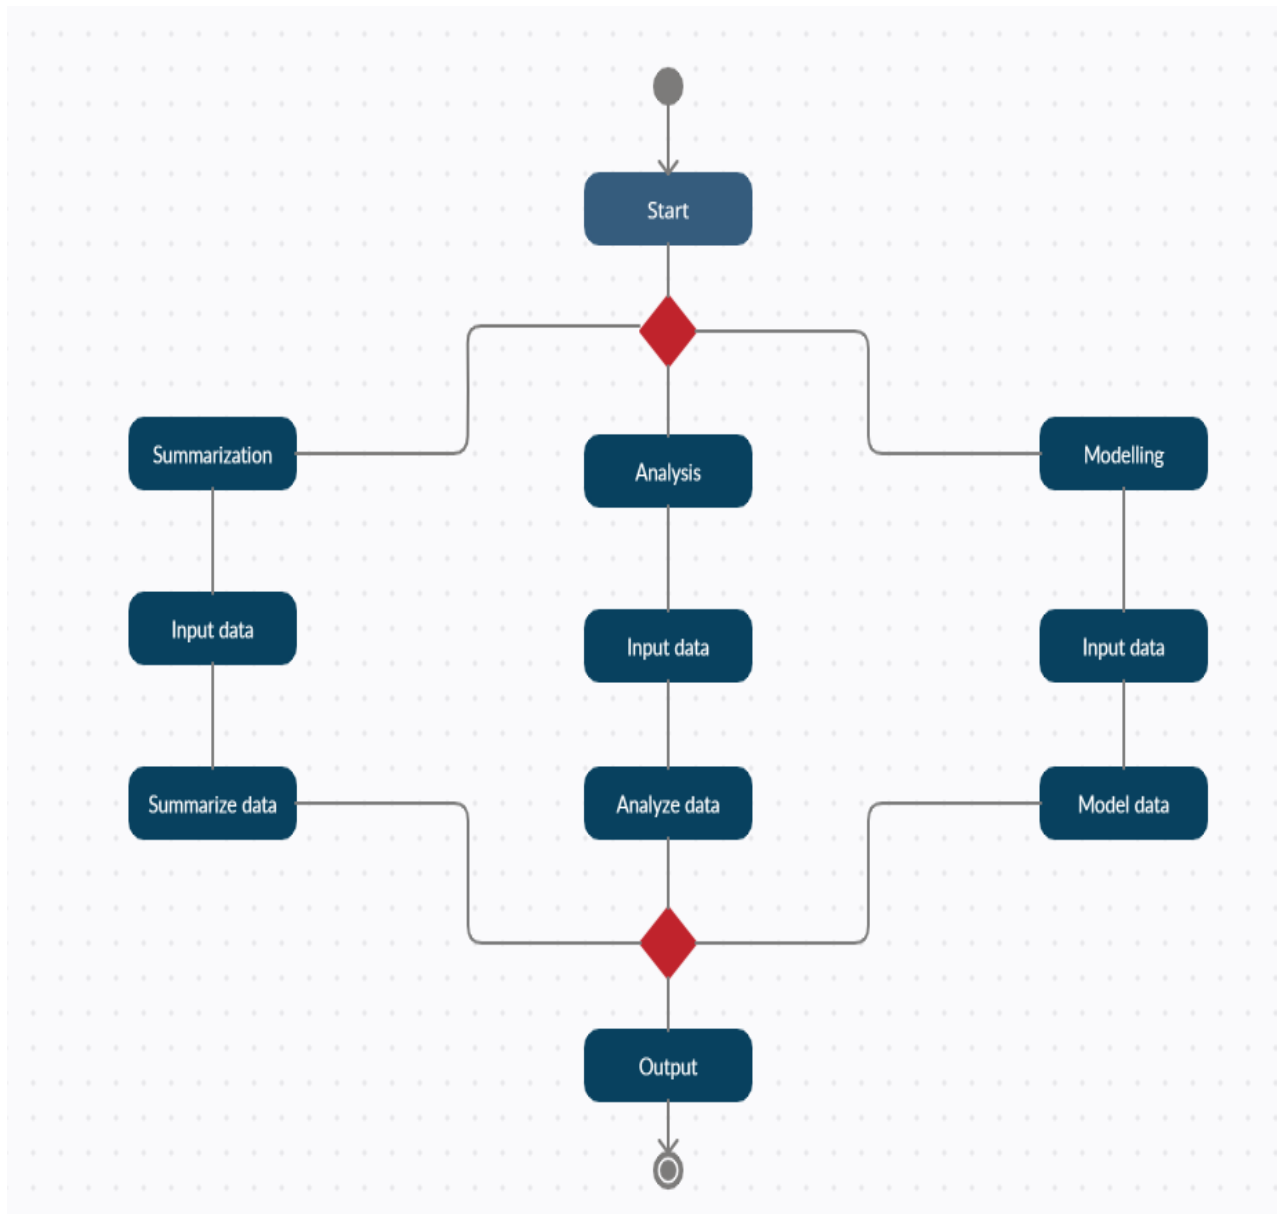 Start
Summarization
Analysis
Modelling
Input data
Input data
Input data
Summarize data
Analyze data
Model data
Output